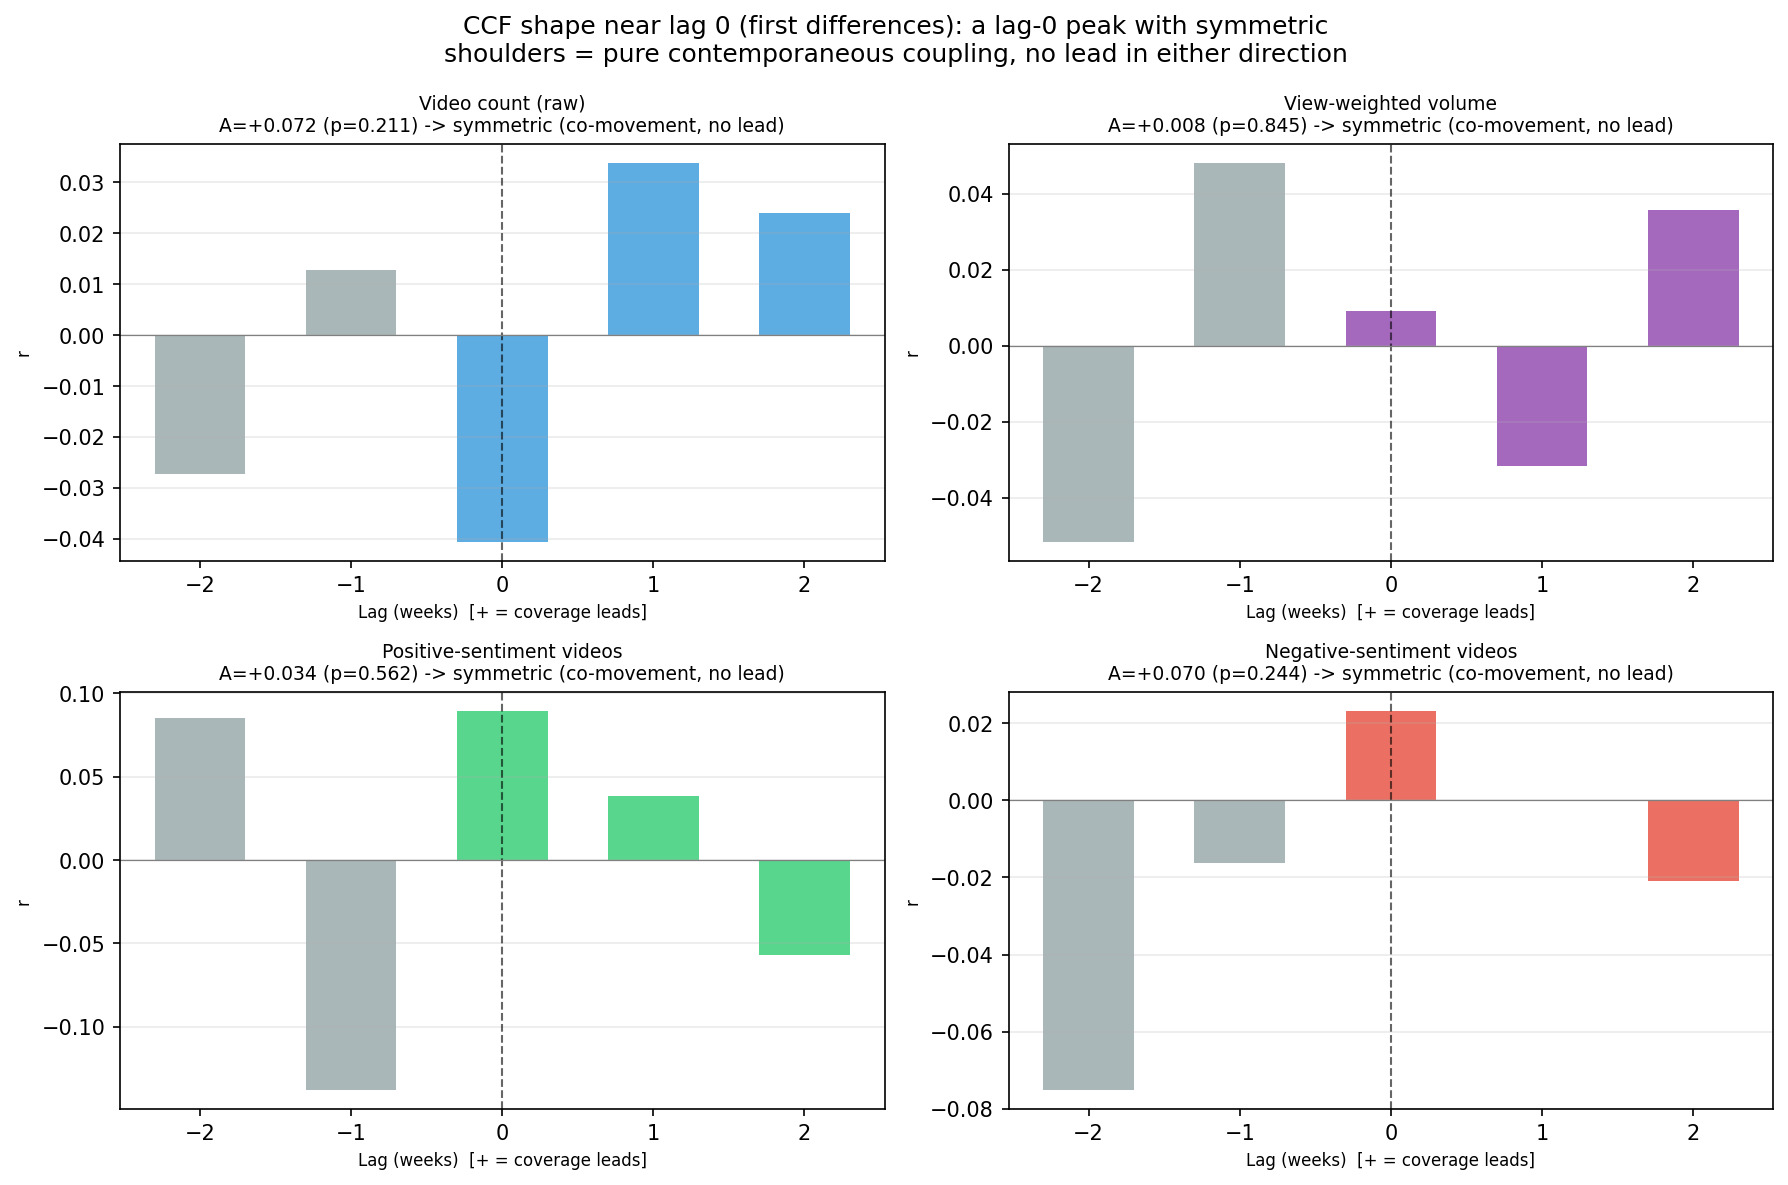 CCF shape near lag 0 (first differences): a lag-0 peak with symmetric
shoulders = pure contemporaneous coupling, no lead in either direction
Video count (raw)
A=+0.072 (p=0.211) -> symmetric (co-movement, no lead)
0.03
0.02
0.01
0.00
−0.01
−0.02
−0.03
−0.04
r
−2
−1
0
1
2
Lag (weeks)  [+ = coverage leads]
View-weighted volume
A=+0.008 (p=0.845) -> symmetric (co-movement, no lead)
0.04
0.02
0.00
−0.02
−0.04
r
−2
−1
0
1
2
Lag (weeks)  [+ = coverage leads]
Positive-sentiment videos
A=+0.034 (p=0.562) -> symmetric (co-movement, no lead)
0.10
0.05
0.00
−0.05
−0.10
r
−2
−1
0
1
2
Lag (weeks)  [+ = coverage leads]
Negative-sentiment videos
A=+0.070 (p=0.244) -> symmetric (co-movement, no lead)
0.02
0.00
−0.02
−0.04
−0.06
−0.08
r
−2
−1
0
1
2
Lag (weeks)  [+ = coverage leads]